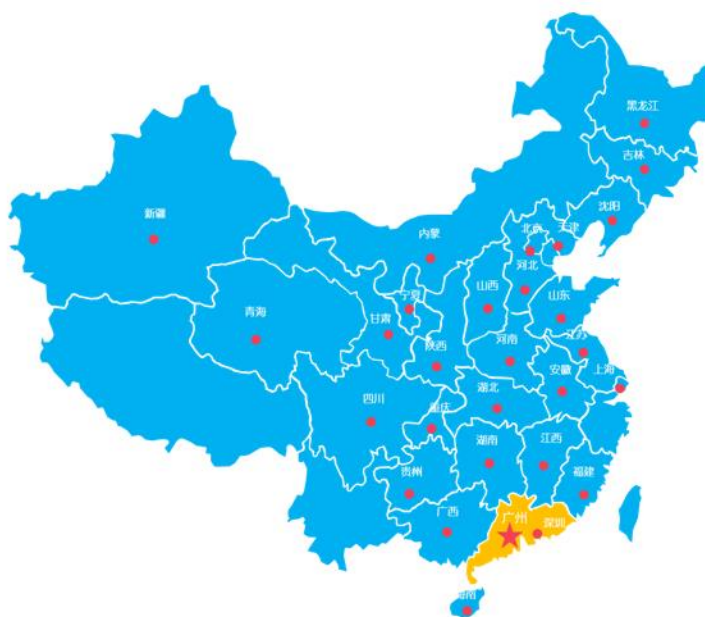 黑龙江
吉林
沈阳
新疆
北京
天津
内蒙
河北
山西
宁夏
山东
青海
甘肃
江苏
河南
陕西
安徽
上海
四川
湖北
重庆
湖南
江西
贵州
福建
广西
广州
深圳
海南